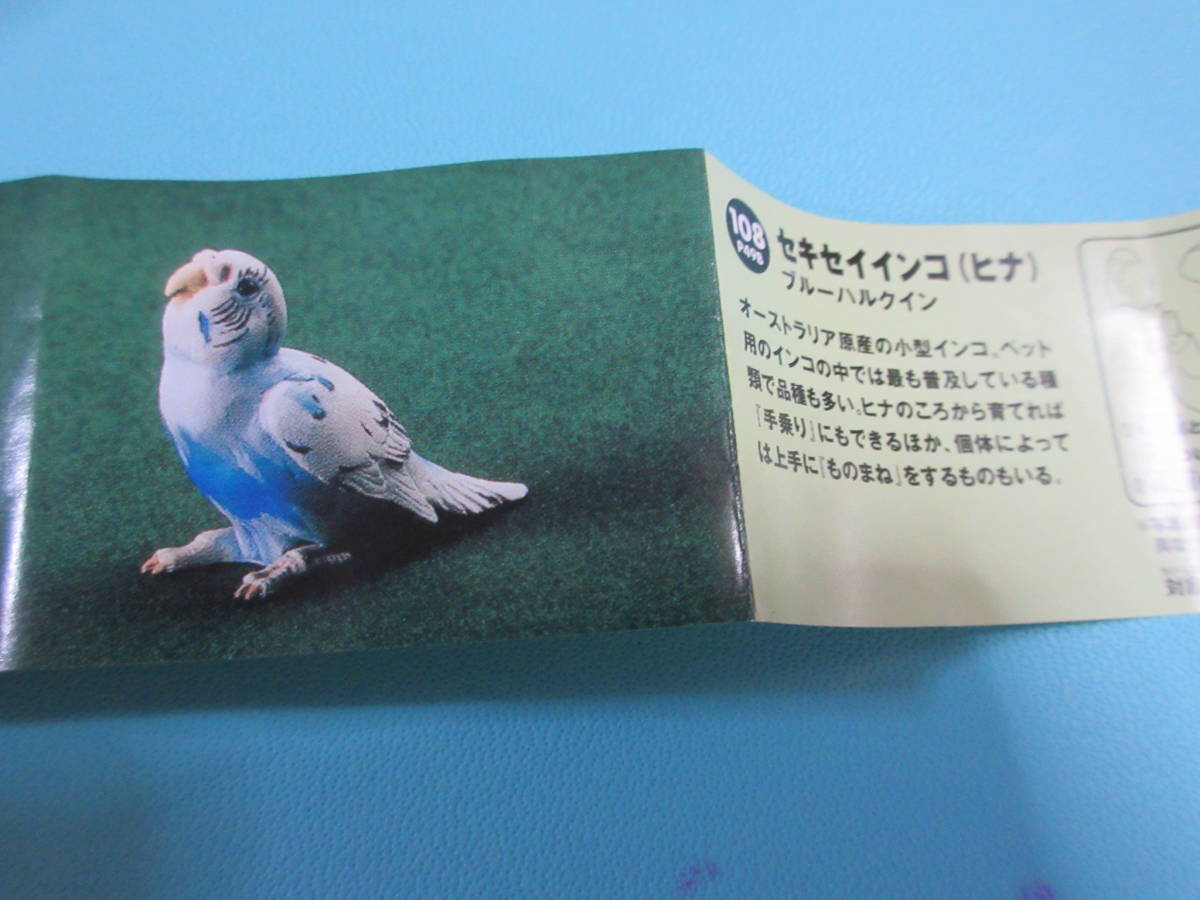 108
P49B
セキセイインコ(ヒナ)
ブルーハルクイン
オーストラリア原産の小型インコ。ペット
用のインコの中では最も普及している種
類で品種も多い。ヒナのころから育てれば
『手乗り』にもできるほか、個体によって
は上手に『ものまね』をするものもいる。